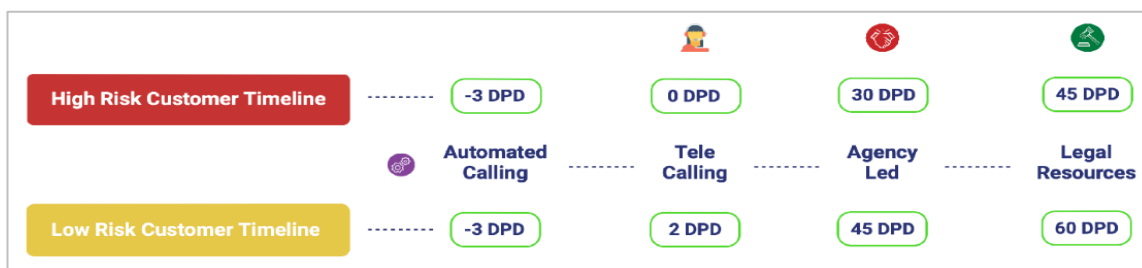 High Risk Customer Timeline -3 DPD 0 DPD 30 DPD 45 DPD
Automated Tele Agency Legal
Calling Calling Led Resources
Low Risk Customer Timeline -3 DPD 2 DPD 45 DPD 60 DPD